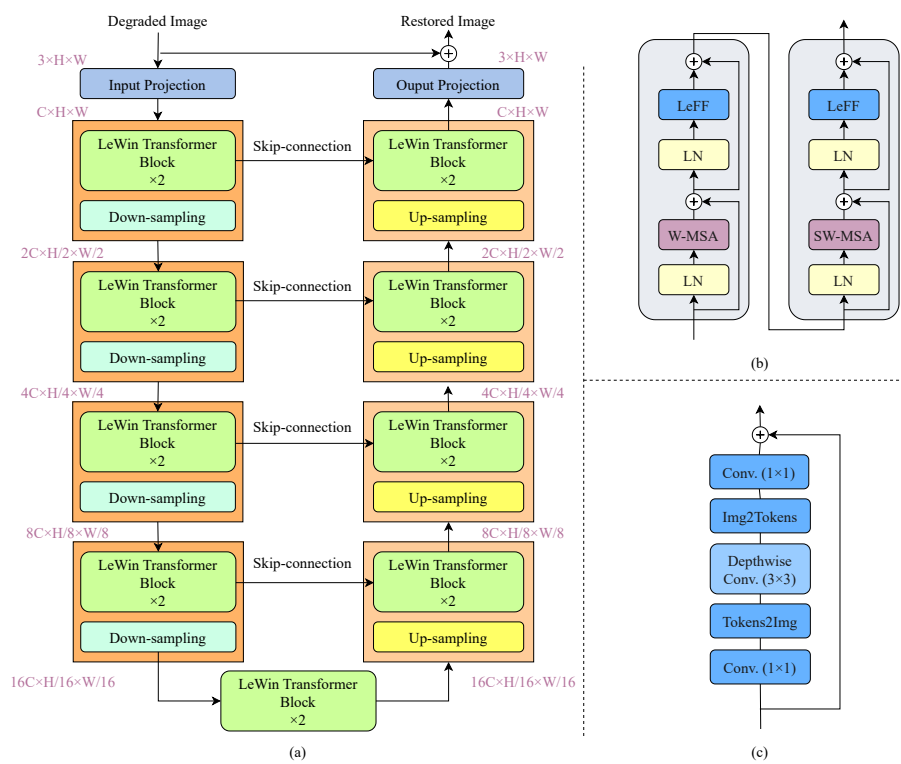 Degraded Image
Restored Image
3×H×W
3×H×W
Input Projection
Ouput Projection
C×H×W
C×H×W
LeWin Transformer
Block
×2
Skip-connection
LeWin Transformer
Block
×2
Down-sampling
Up-sampling
2C×H/2×W/2
2C×H/2×W/2
LeWin Transformer
Block
×2
Skip-connection
LeWin Transformer
Block
×2
Down-sampling
Up-sampling
4C×H/4×W/4
4C×H/4×W/4
LeWin Transformer
Block
×2
Skip-connection
LeWin Transformer
Block
×2
Down-sampling
Up-sampling
8C×H/8×W/8
8C×H/8×W/8
LeWin Transformer
Block
×2
Skip-connection
LeWin Transformer
Block
×2
Down-sampling
Up-sampling
16C×H/16×W/16
16C×H/16×W/16
LeWin Transformer
Block
×2
(a)
LeFF
LN
W-MSA
LN
LeFF
LN
SW-MSA
LN
(b)
Conv. (1×1)
Img2Tokens
Depthwise
Conv. (3×3)
Tokens2Img
Conv. (1×1)
(c)